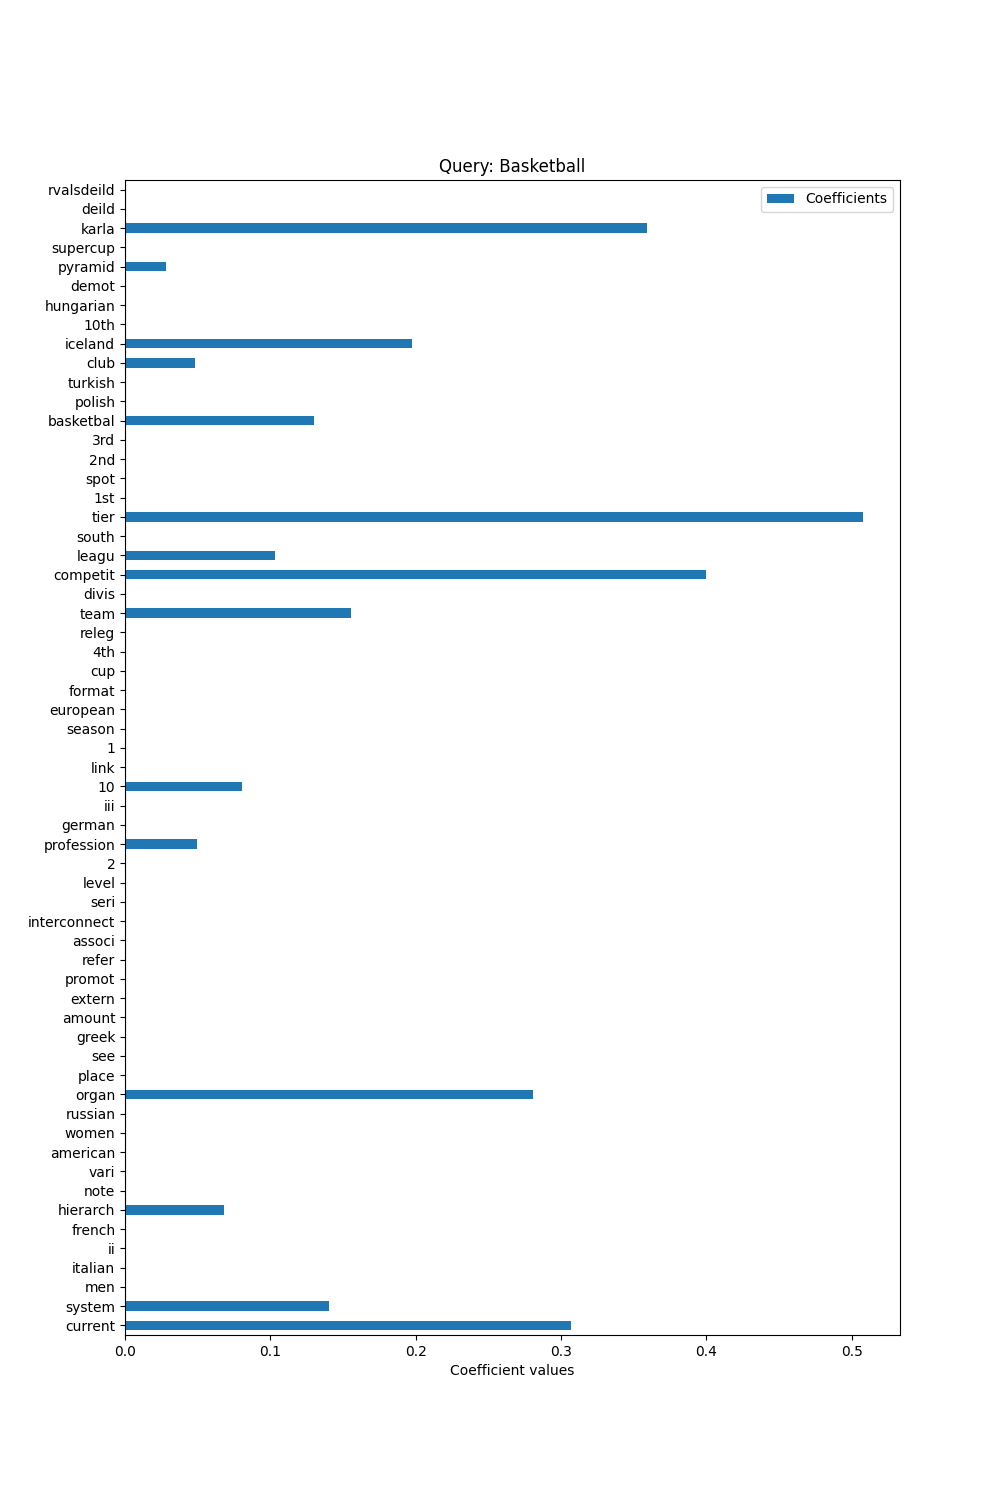 Query: Basketball
Coefficients
rvalsdeild
deild
karla
supercup
pyramid
demot
hungarian
10th
iceland
club
turkish
polish
basketbal
3rd
2nd
spot
1st
tier
south
leagu
competit
divis
team
releg
4th
cup
format
european
season
1
link
10
iii
german
profession
2
level
seri
interconnect
associ
refer
promot
extern
amount
greek
see
place
organ
russian
women
american
vari
note
hierarch
french
ii
italian
men
system
current
0.0 0.1 0.2 0.3 0.4 0.5
Coefficient values